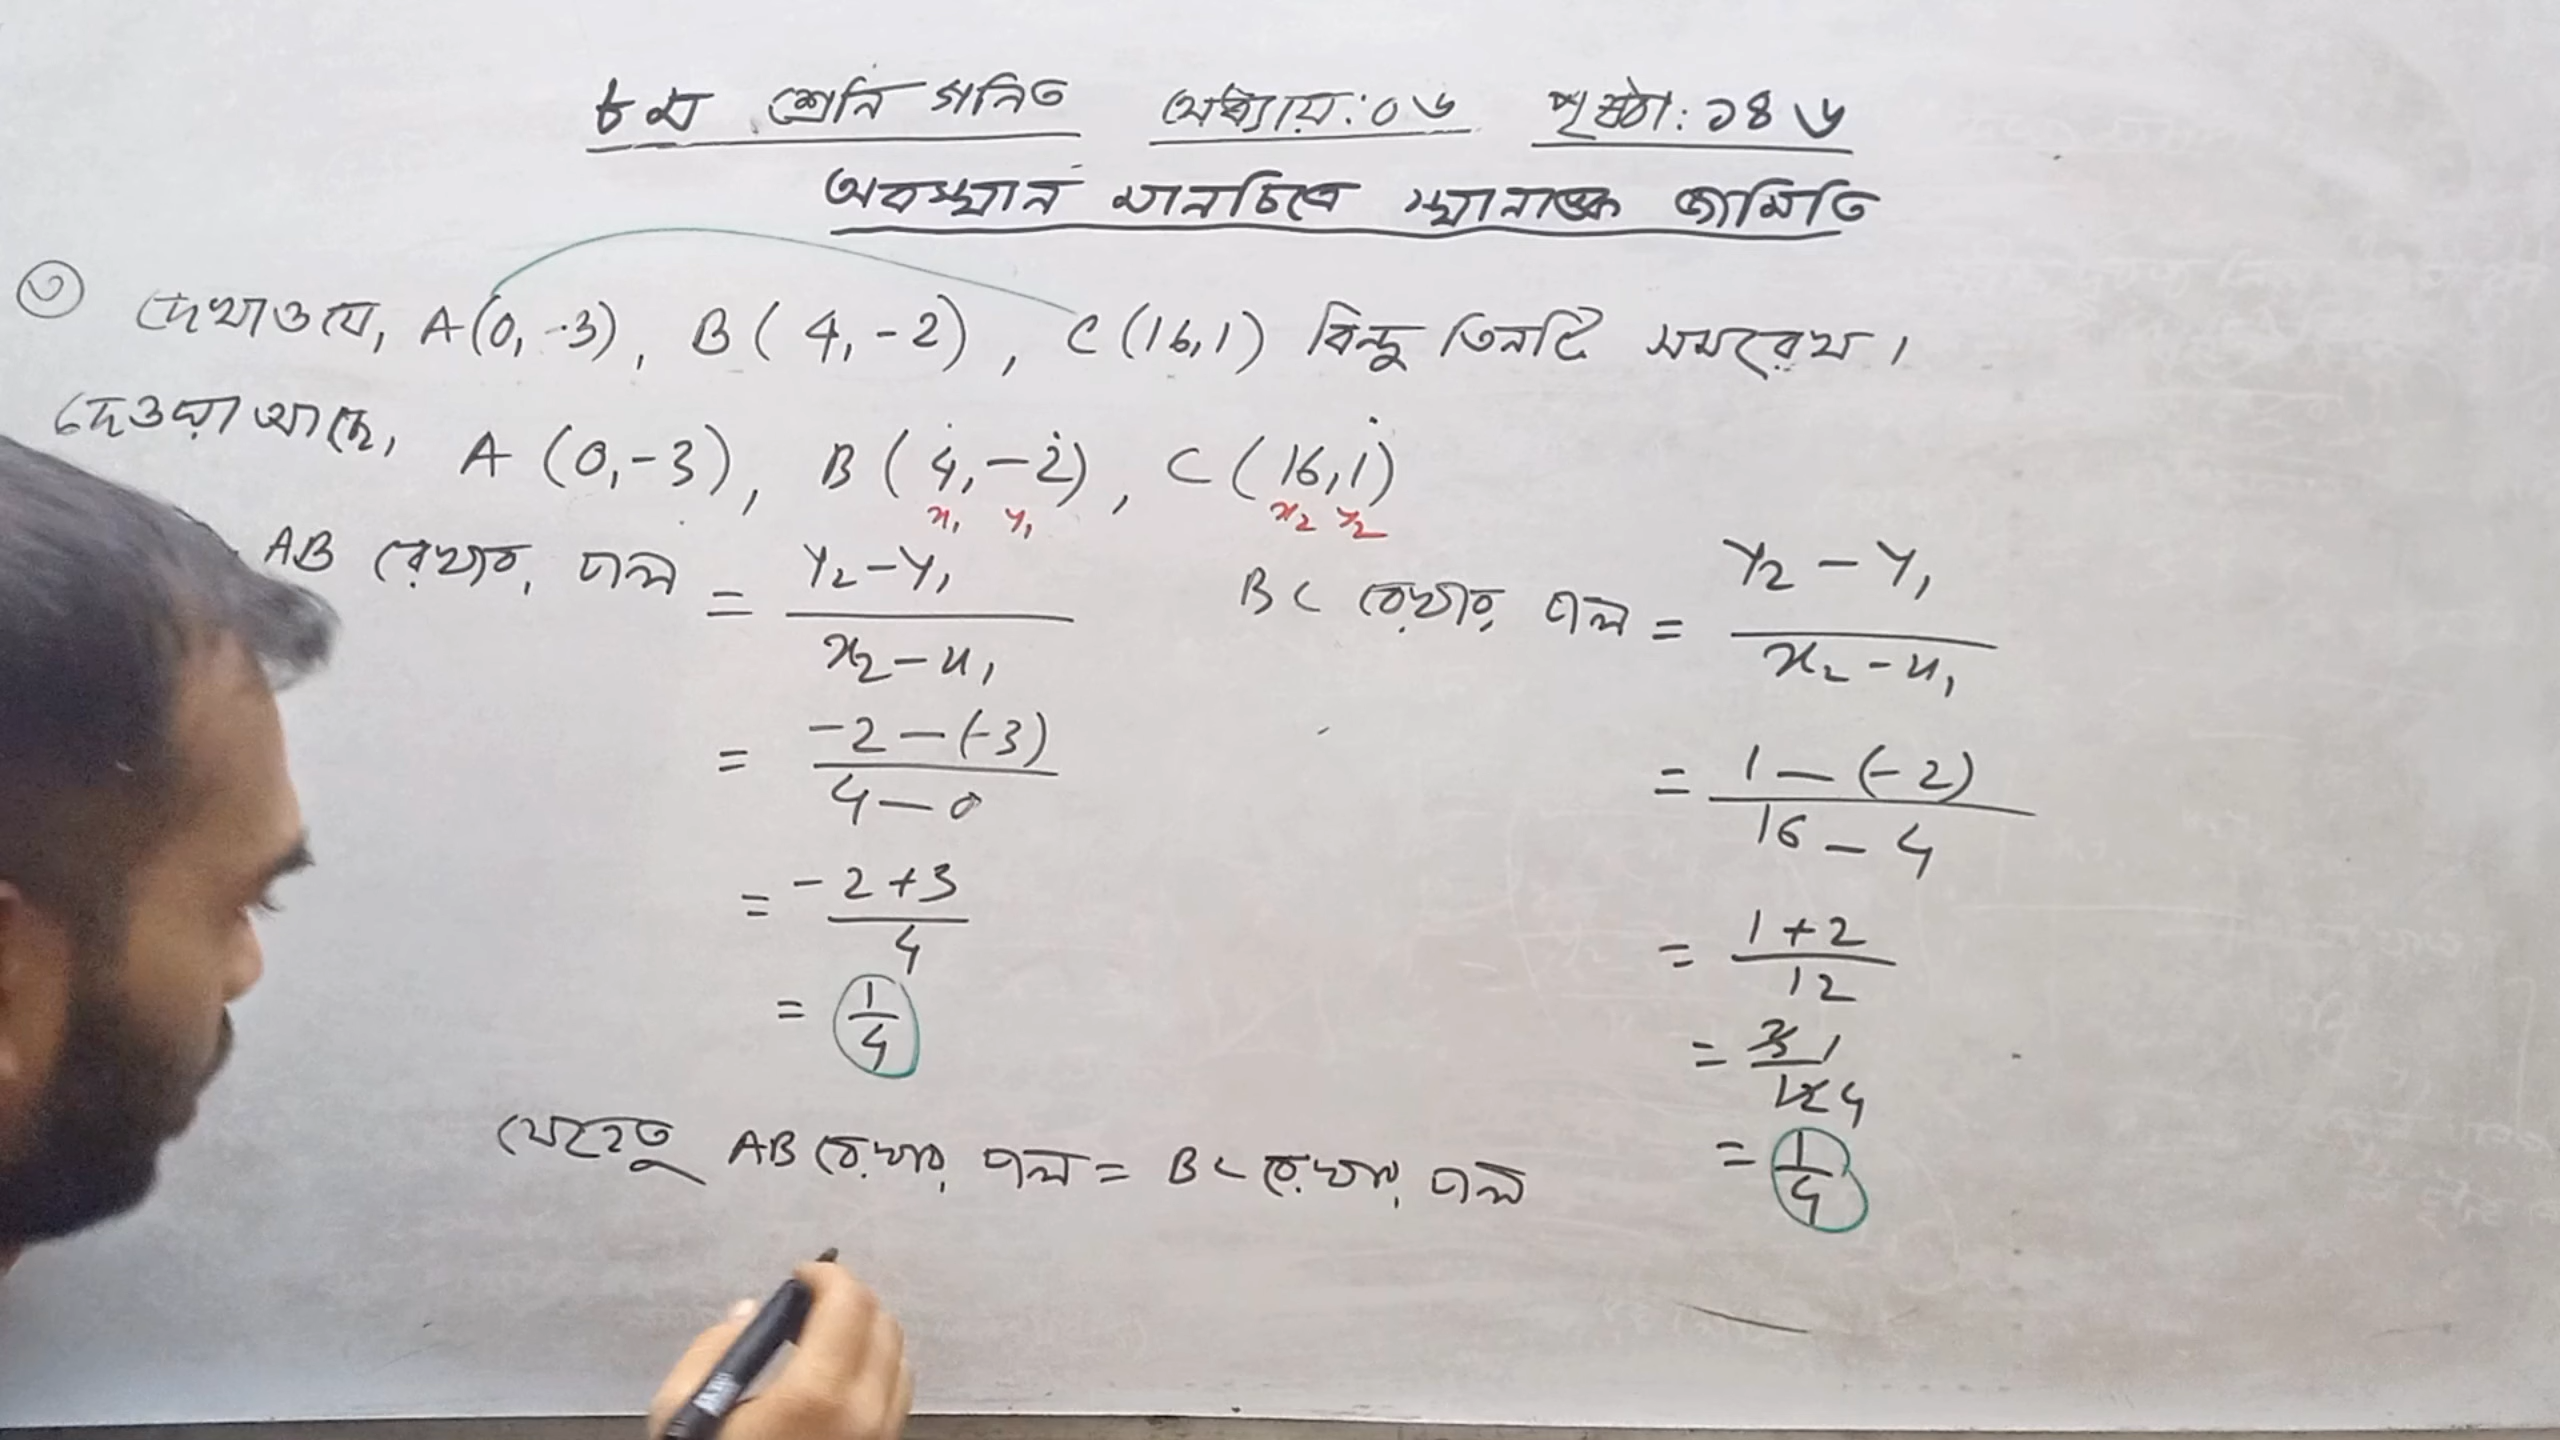 ৮ম শ্রেনি গনিত অধ্যায়: ০৬ পৃষ্ঠা: ১৪৬
অবস্থান মানচিত্রে স্থানাঙ্ক জ্যামিতি
৩ দেখাও যে, A(0, -3), B(4, -2), C(16,1) বিন্দু তিনটি সমরেখ।
দেওয়া আছে, A (0,-3), B (4,-2), C (16,1)
x₁ y₁ x₂ y₂
AB রেখার ঢাল = y₂-y₁ / x₂-x₁
= -2-(-3) / 4-0
= -2+3 / 4
= 1/4
BC রেখার ঢাল = y₂-y₁ / x₂-x₁
= 1-(-2) / 16-4
= 1+2 / 12
= 3 1 / 12 4
= 1/4
যেহেতু AB রেখার ঢাল = BC রেখার ঢাল